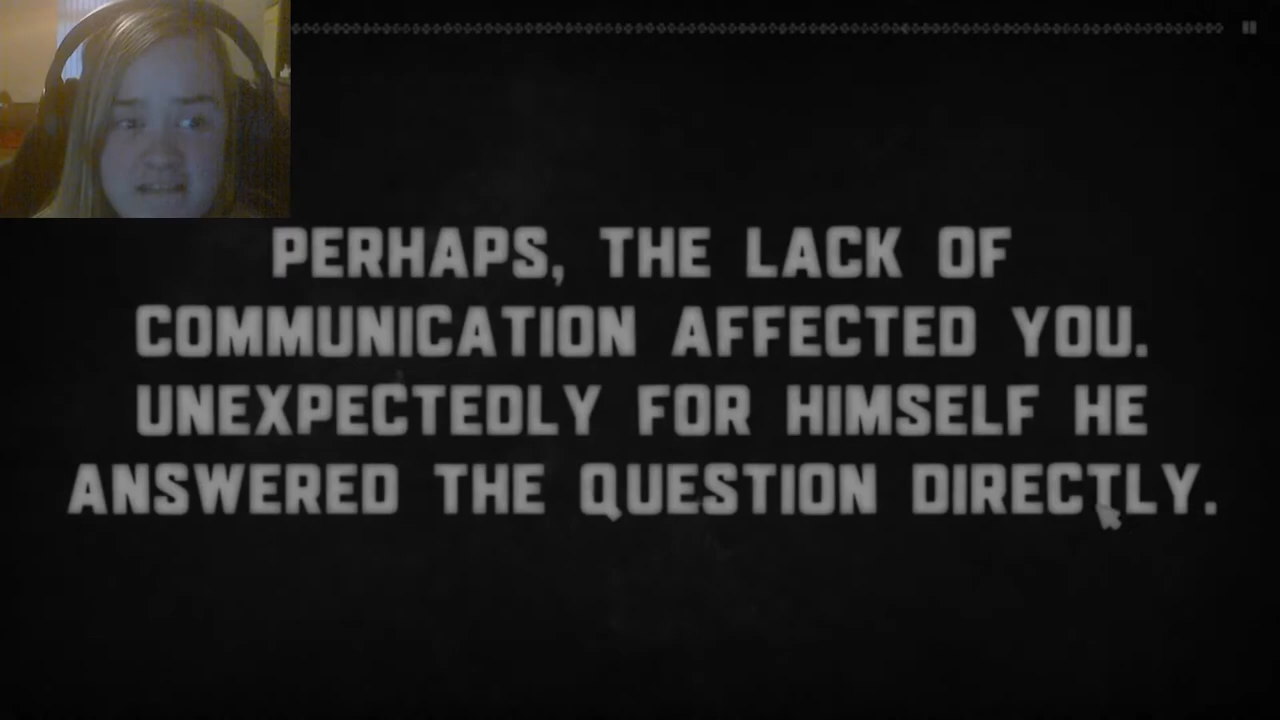 PERHAPS, THE LACK OF
COMMUNICATION AFFECTED YOU.
UNEXPECTEDLY FOR HIMSELF HE
ANSWERED THE QUESTION DIRECTLY.